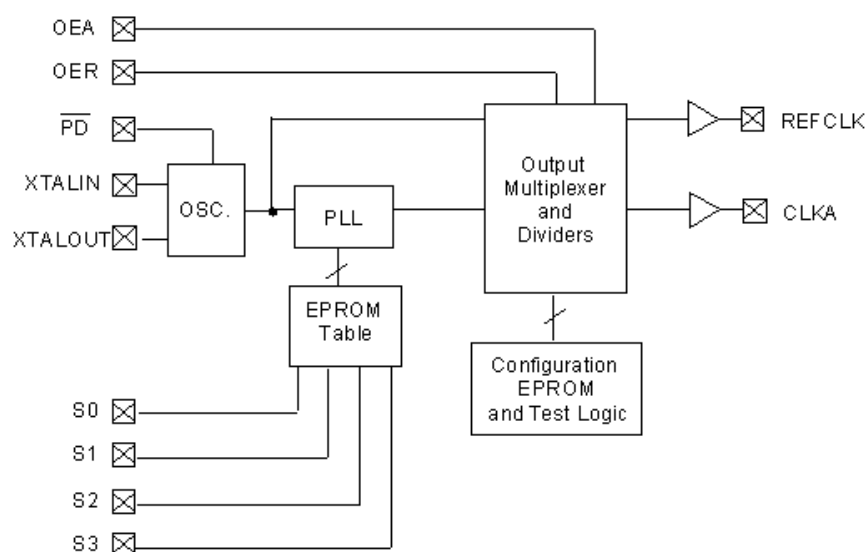 OEA
OER
PD
XTALIN
XTALOUT
OSC.
PLL
EPROM
Table
Output
Multiplexer
and
Dividers
REFCLK
CLKA
Configuration
EPROM
and Test Logic
S0
S1
S2
S3